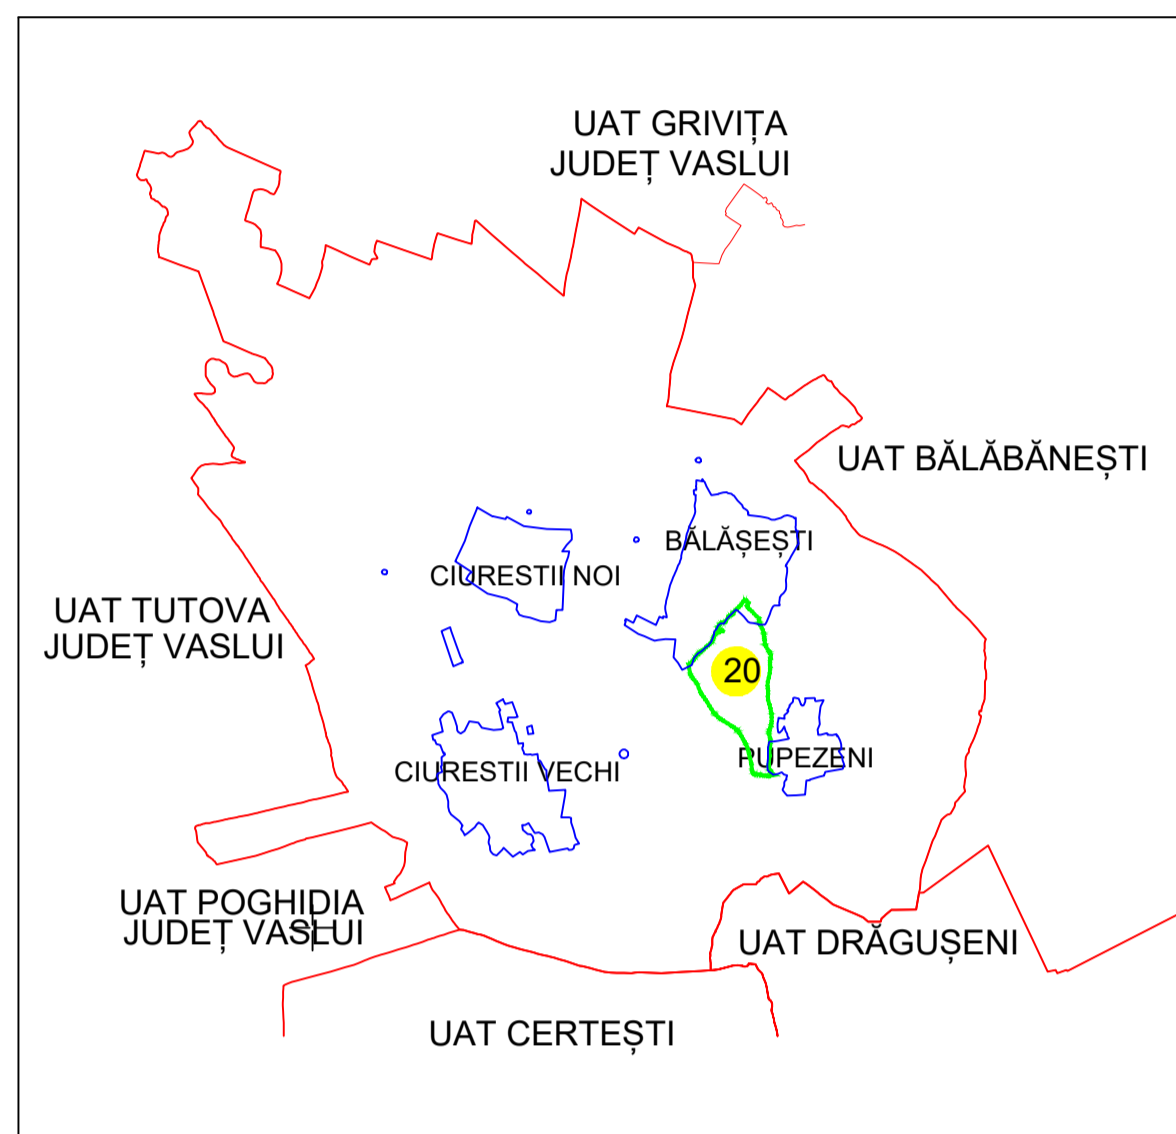 UAT GRIVIȚA
JUDEȚ VASLUI
UAT BĂLĂBĂNEȘTI
BĂLĂȘEȘTI
CIURESTII NOI
UAT TUTOVA
JUDEȚ VASLUI
20
PUPEZENI
CIURESTII VECHI
UAT POGHIDIA
JUDEȚ VASLUI
UAT DRĂGUȘENI
UAT CERTEȘTI